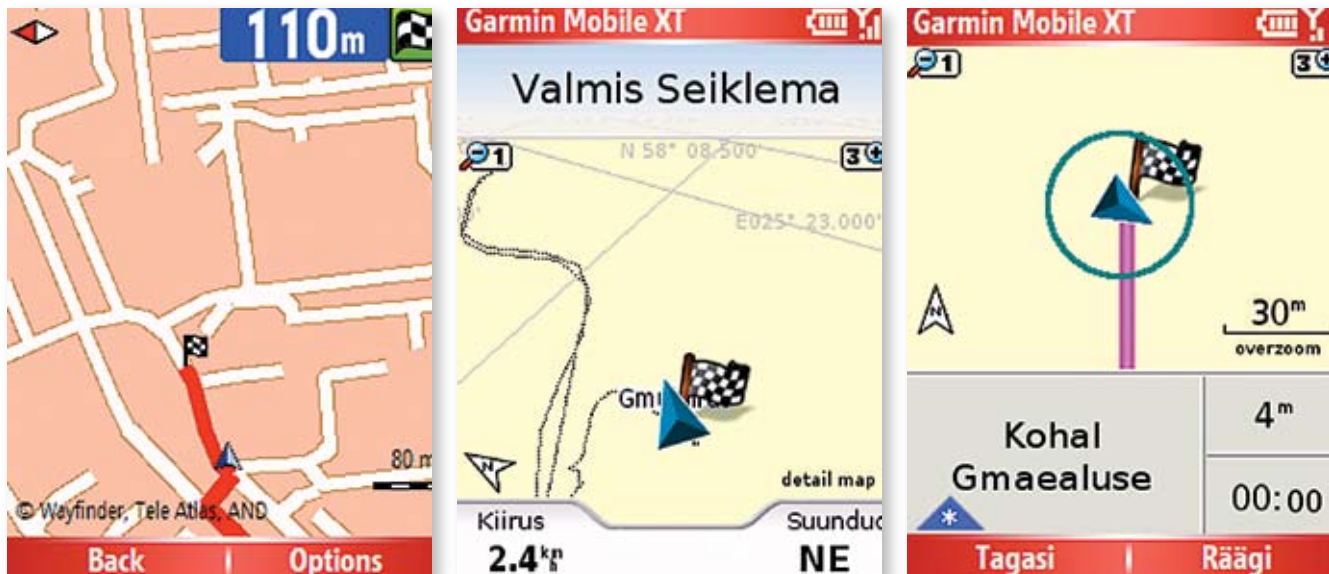 110m
© Wayfinder, Tele Atlas, AND
80 m
Back
Options
Garmin Mobile XT
Valmis Seiklema
1
3
N 58° 08.500'
E025° 23.000'
detail map
Kiirus
2.4 km/h
Suunduc
NE
Garmin Mobile XT
1
3
N
30m
overzoom
Kohal
Gmaealuse
4m
00:00
Tagasi
Räägi